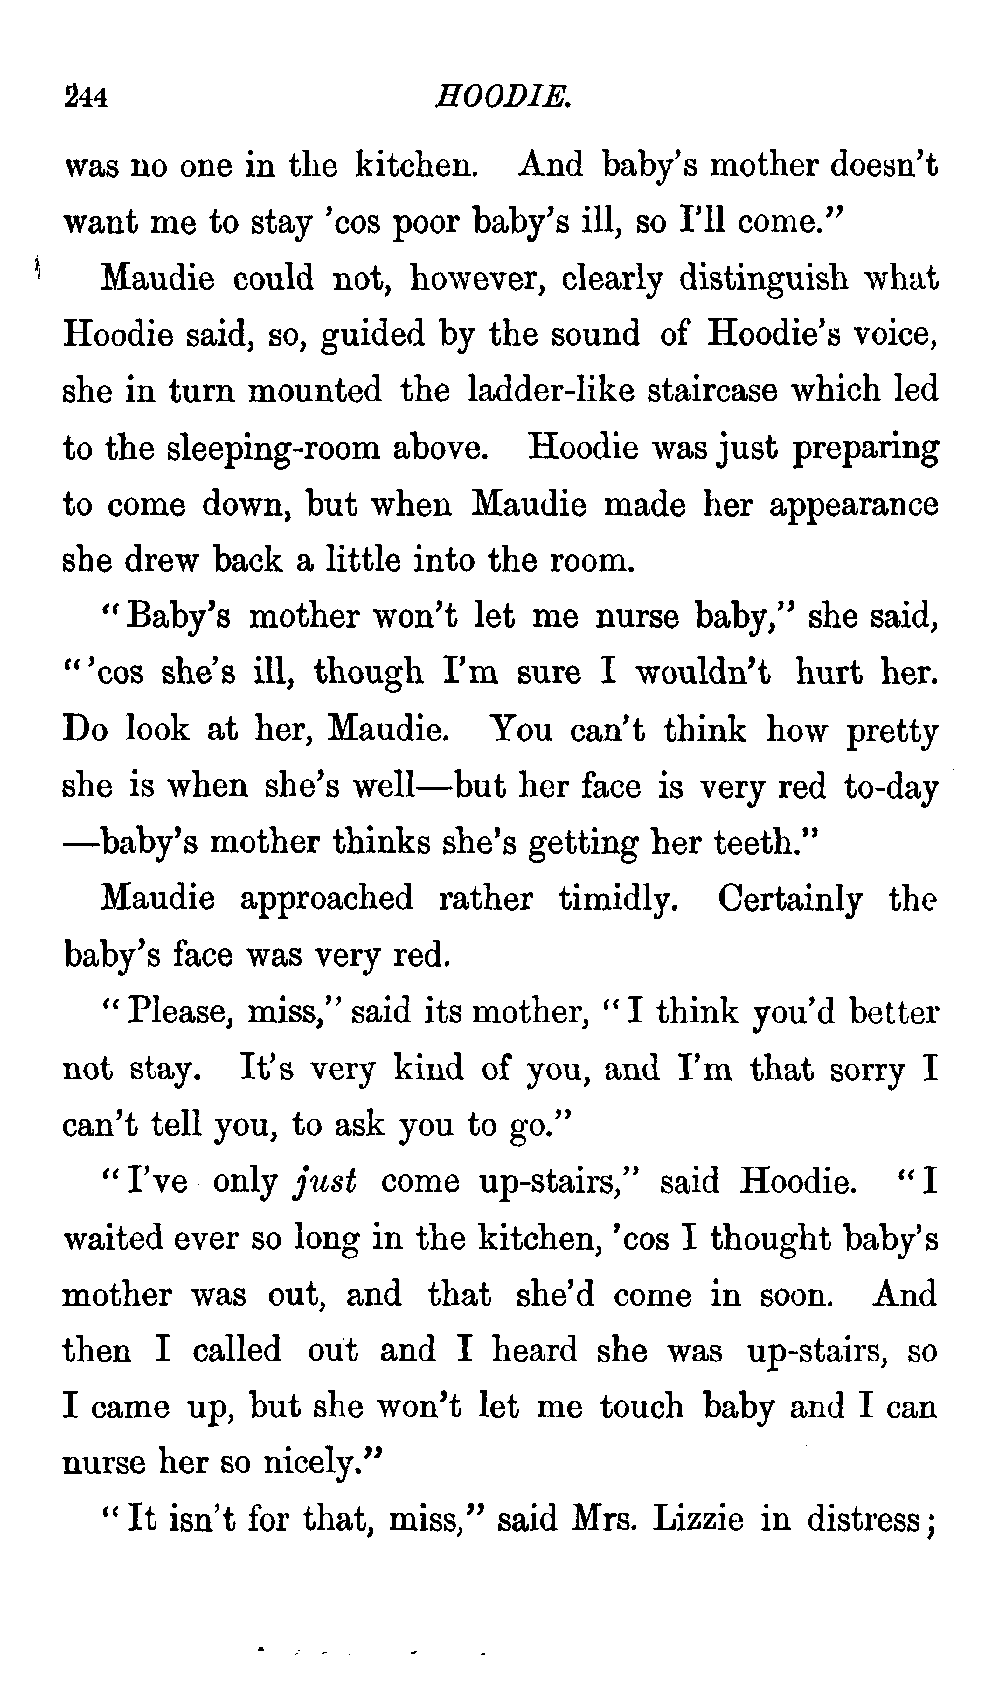 244 HOODIE.
was no one in the kitchen. And baby's mother doesn't
want me to stay 'cos poor baby's ill, so I'll come."
Maudie could not, however, clearly distinguish what
Hoodie said, so, guided by the sound of Hoodie's voice,
she in turn mounted the ladder-like staircase which led
to the sleeping-room above. Hoodie was just preparing
to come down, but when Maudie made her appearance
she drew back a little into the room.
"Baby's mother won't let me nurse baby," she said,
"'cos she's ill, though I'm sure I wouldn't hurt her.
Do look at her, Maudie. You can't think how pretty
she is when she's well—but her face is very red to-day
—baby's mother thinks she's getting her teeth."
Maudie approached rather timidly. Certainly the
baby's face was very red.
"Please, miss," said its mother, "I think you'd better
not stay. It's very kind of you, and I'm that sorry I
can't tell you, to ask you to go."
"I've only just come up-stairs," said Hoodie. "I
waited ever so long in the kitchen, 'cos I thought baby's
mother was out, and that she'd come in soon. And
then I called out and I heard she was up-stairs, so
I came up, but she won't let me touch baby and I can
nurse her so nicely."
"It isn't for that, miss," said Mrs. Lizzie in distress;